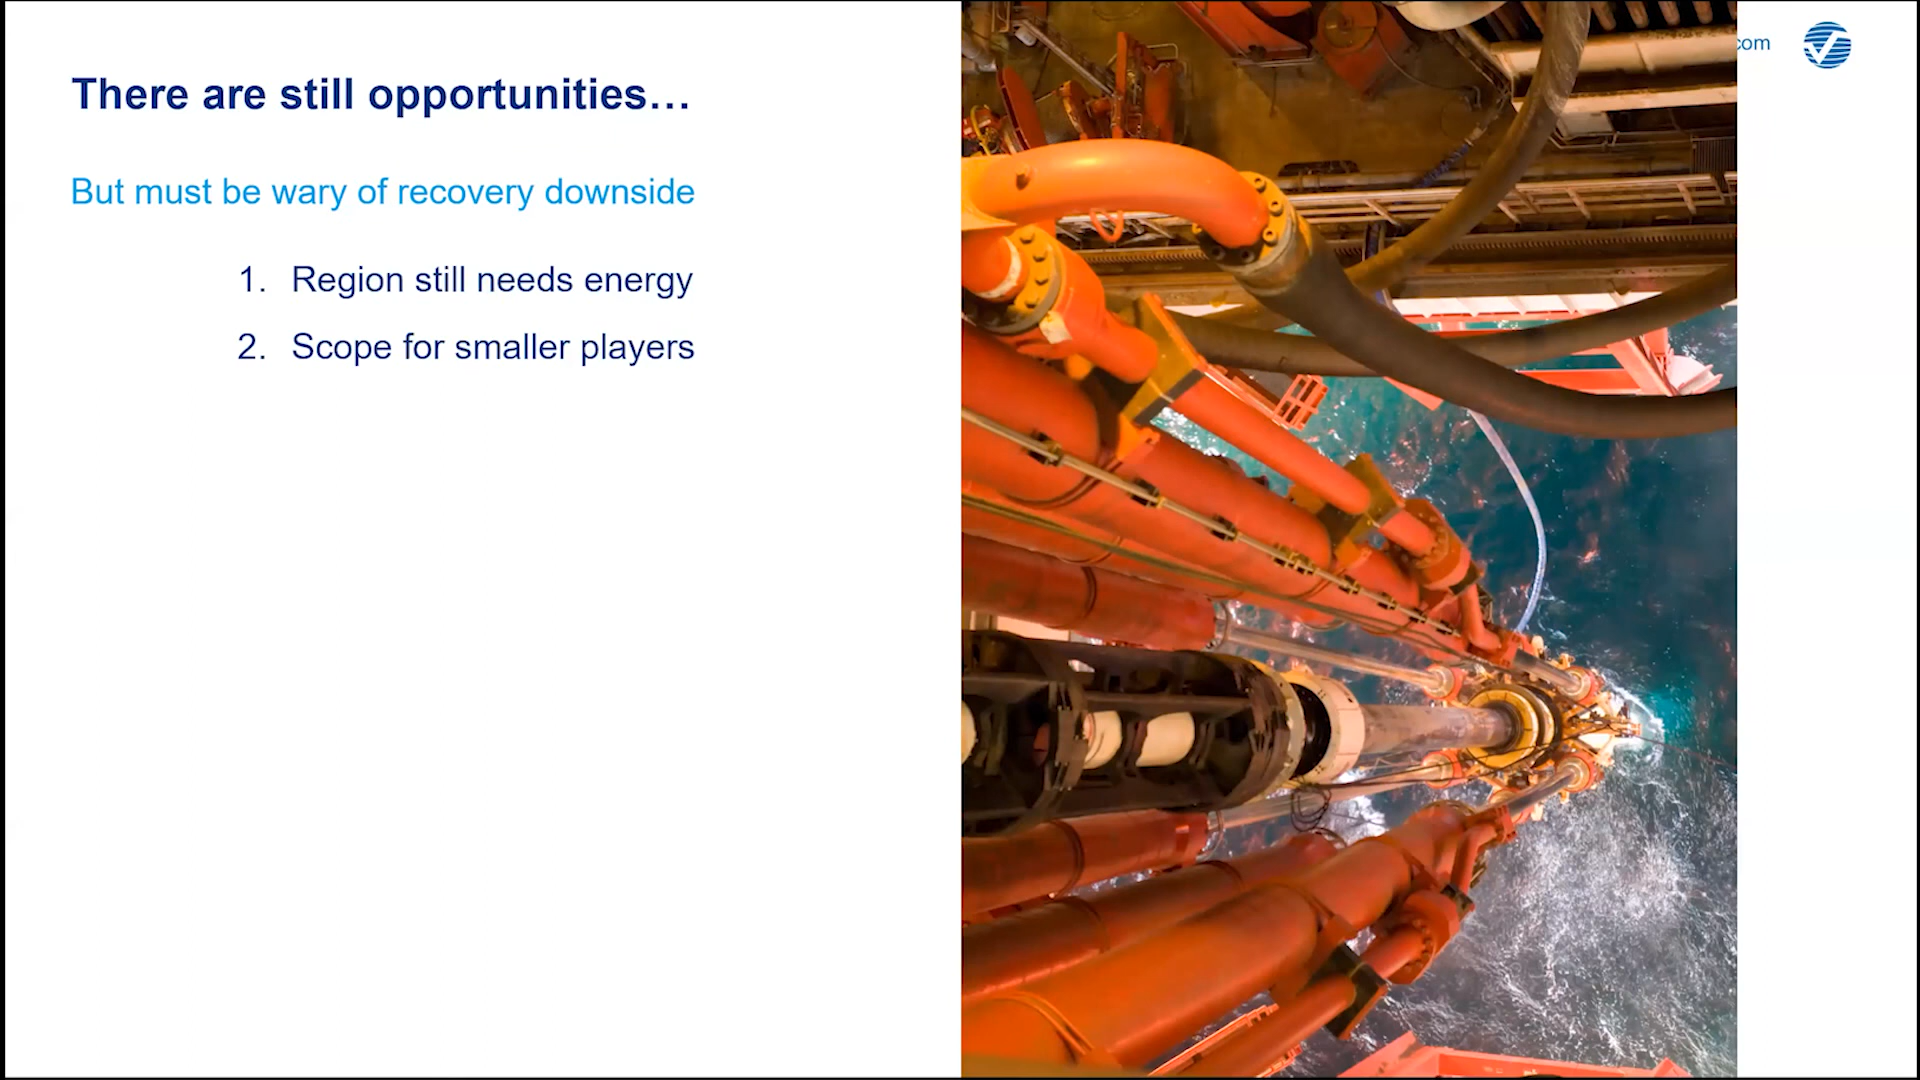 There are still opportunities…
com
But must be wary of recovery downside
1. Region still needs energy
2. Scope for smaller players